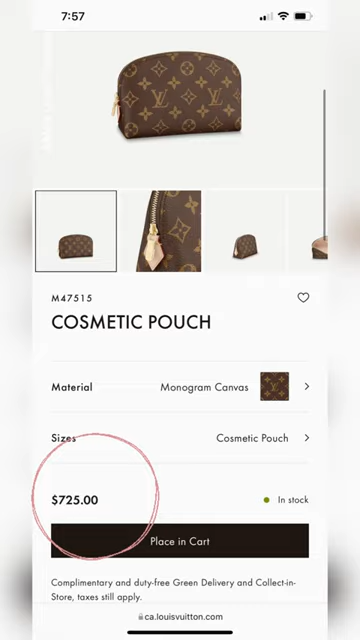 7:57
M47515
COSMETIC POUCH
Material Monogram Canvas
Sizes Cosmetic Pouch
$725.00 In stock
Place in Cart
Complimentary and duty-free Green Delivery and Collect-in-
Store, taxes still apply.
ca.louisvuitton.com